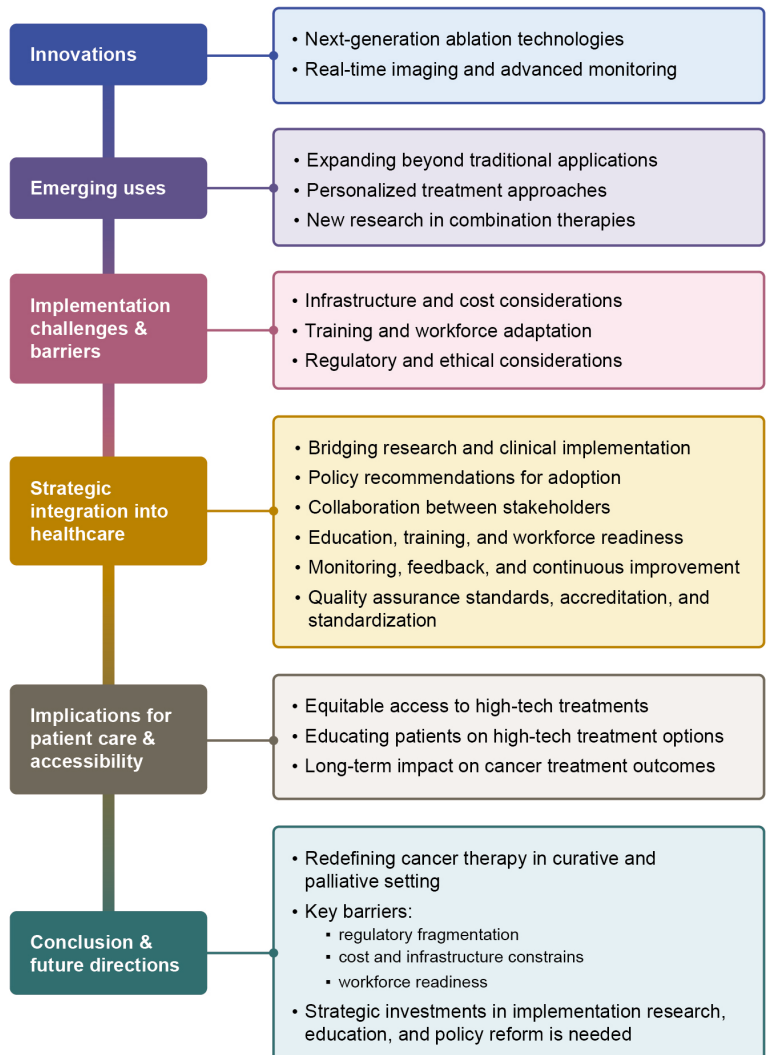 Innovations
• Next-generation ablation technologies
• Real-time imaging and advanced monitoring
Emerging uses
• Expanding beyond traditional applications
• Personalized treatment approaches
• New research in combination therapies
Implementation
challenges &
barriers
• Infrastructure and cost considerations
• Training and workforce adaptation
• Regulatory and ethical considerations
Strategic
integration into
healthcare
• Bridging research and clinical implementation
• Policy recommendations for adoption
• Collaboration between stakeholders
• Education, training, and workforce readiness
• Monitoring, feedback, and continuous improvement
• Quality assurance standards, accreditation, and
standardization
Implications for
patient care &
accessibility
• Equitable access to high-tech treatments
• Educating patients on high-tech treatment options
• Long-term impact on cancer treatment outcomes
Conclusion &
future directions
• Redefining cancer therapy in curative and
palliative setting
• Key barriers:
▪ regulatory fragmentation
▪ cost and infrastructure constrains
▪ workforce readiness
• Strategic investments in implementation research,
education, and policy reform is needed